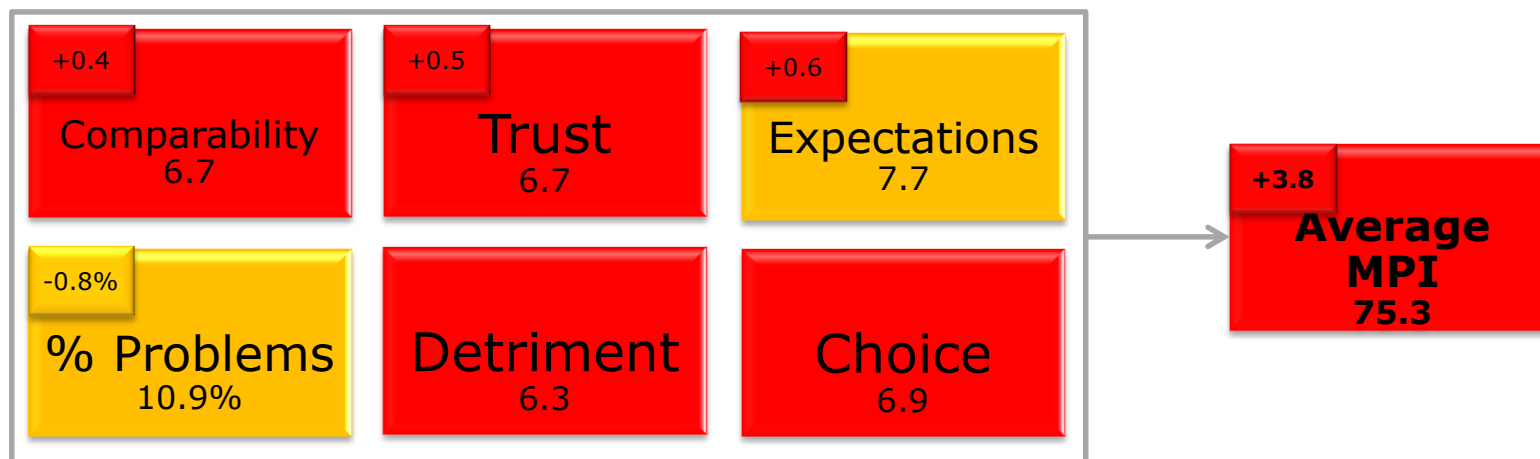 +0.4
Comparability
6.7
+0.5
Trust
6.7
+0.6
Expectations
7.7
-0.8%
% Problems
10.9%
Detriment
6.3
Choice
6.9
+3.8
Average
MPI
75.3